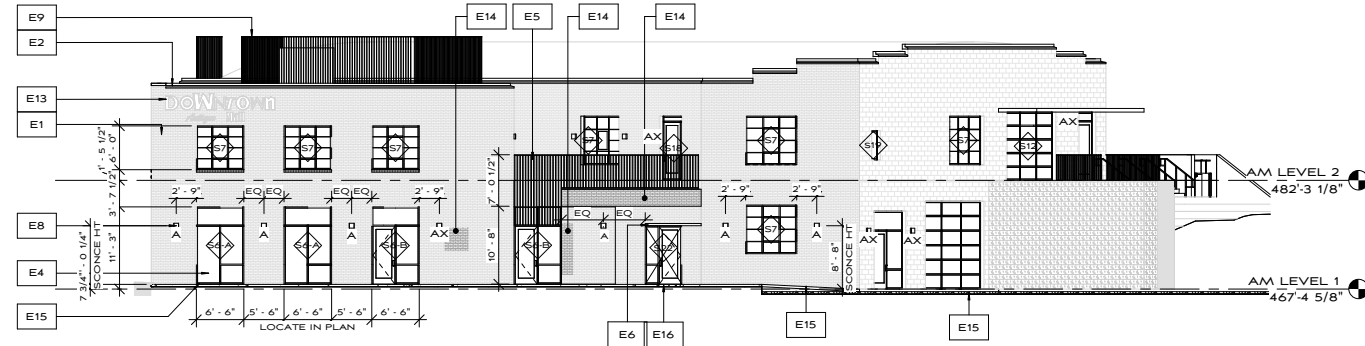 E9
E2
E13
E1
E8
E4
E15
E14
E5
E14
E14
DOWNTOWN
Antique Mall
S7
S7
S7
S7
AX
S18
S7
S19
S7
S12
AX
1' - 5 1/2"
6' - 0"
3' - 7 1/2"
11' - 3"
7 3/4"
- 0 1/4"
SCONCE HT
2' - 9"
EQ
EQ
EQ
EQ
2' - 9"
A
A
A
AX
S6-A
S6-A
S6-B
7' - 0 1/2"
10' - 8"
EQ
EQ
A
S6-B
S22
2' - 9"
2' - 9"
A
A
S7
8' - 8"
SCONCE HT
AX
AX
AM LEVEL 2
482'-3 1/8"
AM LEVEL 1
467'-4 5/8"
6' - 6"
5' - 6"
6' - 6"
5' - 6"
6' - 6"
LOCATE IN PLAN
E6
E16
E15
E15